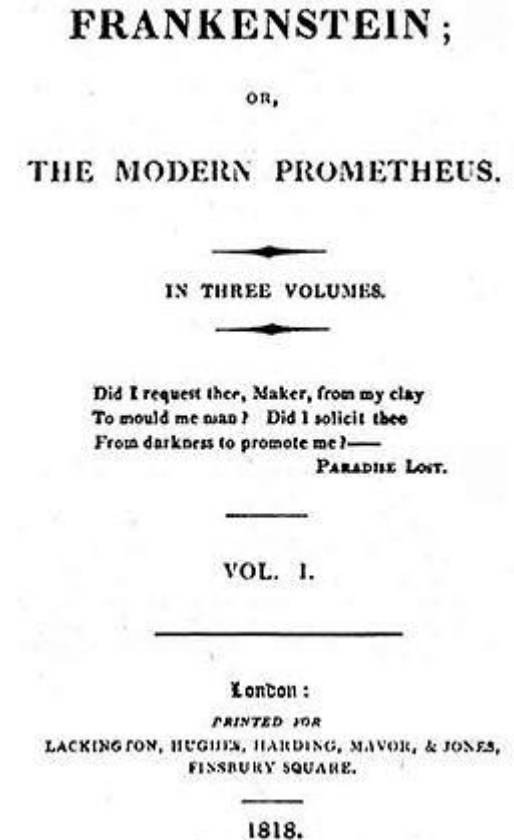 FRANKENSTEIN;
OR,
THE MODERN PROMETHEUS.
IN THREE VOLUMES.
Did I request thee, Maker, from my clay
To mould me man? Did I solicit thee
From darkness to promote me?——
PARADISE LOST.
VOL. I.
London:
PRINTED FOR
LACKINGTON, HUGHES, HARDING, MAVOR, & JONES,
FINSBURY SQUARE.
1818.